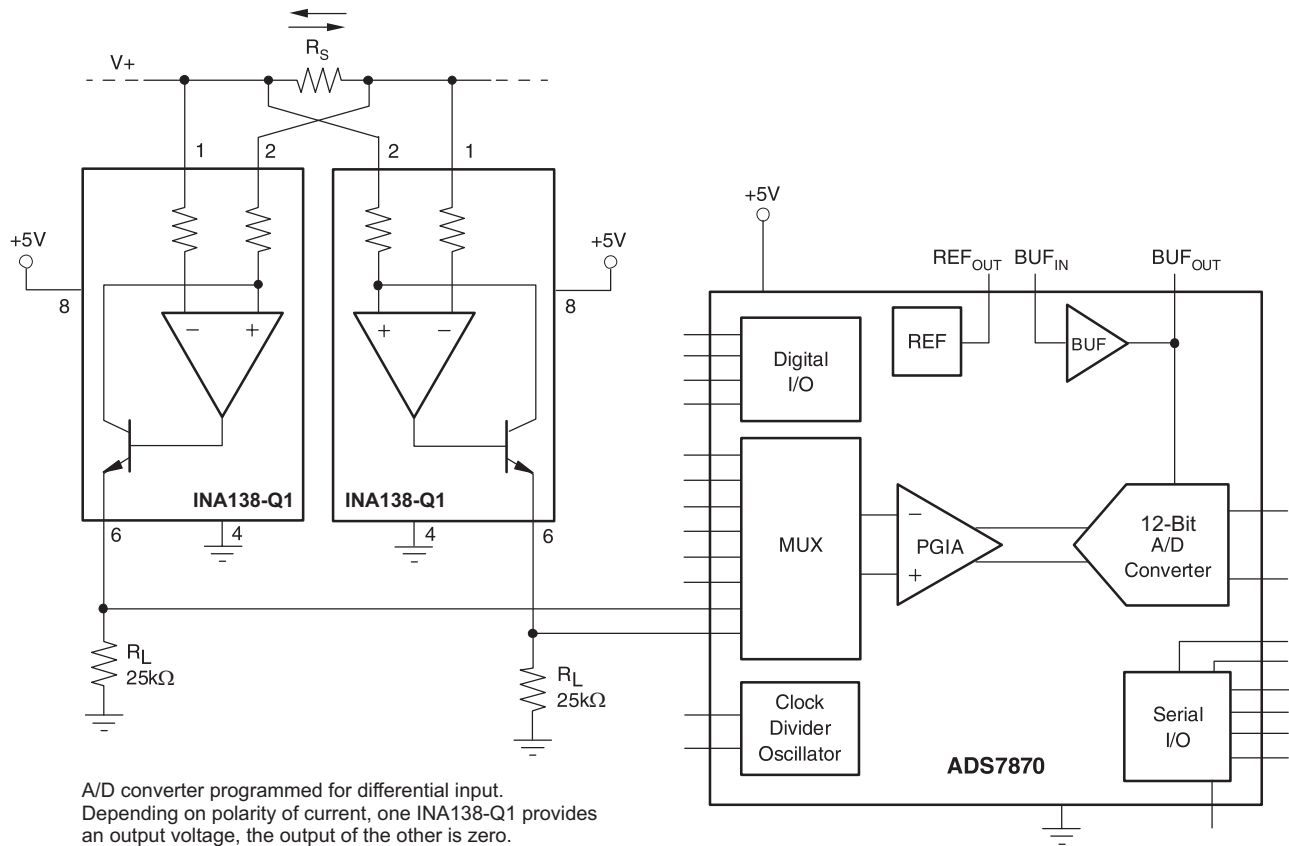 R_S
V+
1
2
2
1
+5V
8
+5V
8
− +
+ −
INA138-Q1
INA138-Q1
6
4
4
6
R_L
25kΩ
R_L
25kΩ
+5V
REF_OUT
BUF_IN
BUF_OUT
REF
BUF
Digital
I/O
MUX
−
PGIA
+
12-Bit
A/D
Converter
Clock
Divider
Oscillator
Serial
I/O
ADS7870
A/D converter programmed for differential input.
Depending on polarity of current, one INA138-Q1 provides
an output voltage, the output of the other is zero.